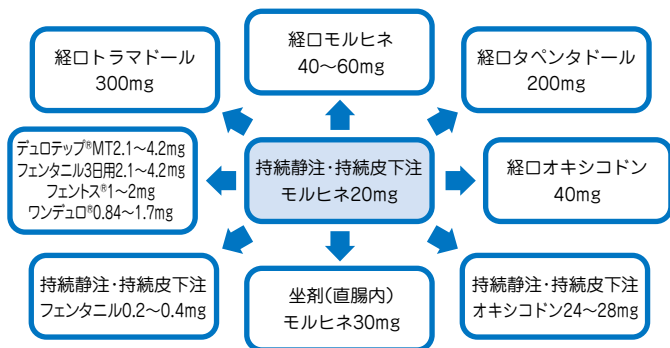 経口トラマドール
300mg
経口モルヒネ
40～60mg
経口タペンタドール
200mg
デュロテップ®MT2.1～4.2mg
フェンタニル3日用2.1～4.2mg
フェントス®1～2mg
ワンデュロ®0.84～1.7mg
持続静注・持続皮下注
モルヒネ20mg
経口オキシコドン
40mg
持続静注・持続皮下注
フェンタニル0.2～0.4mg
坐剤(直腸内)
モルヒネ30mg
持続静注・持続皮下注
オキシコドン24～28mg